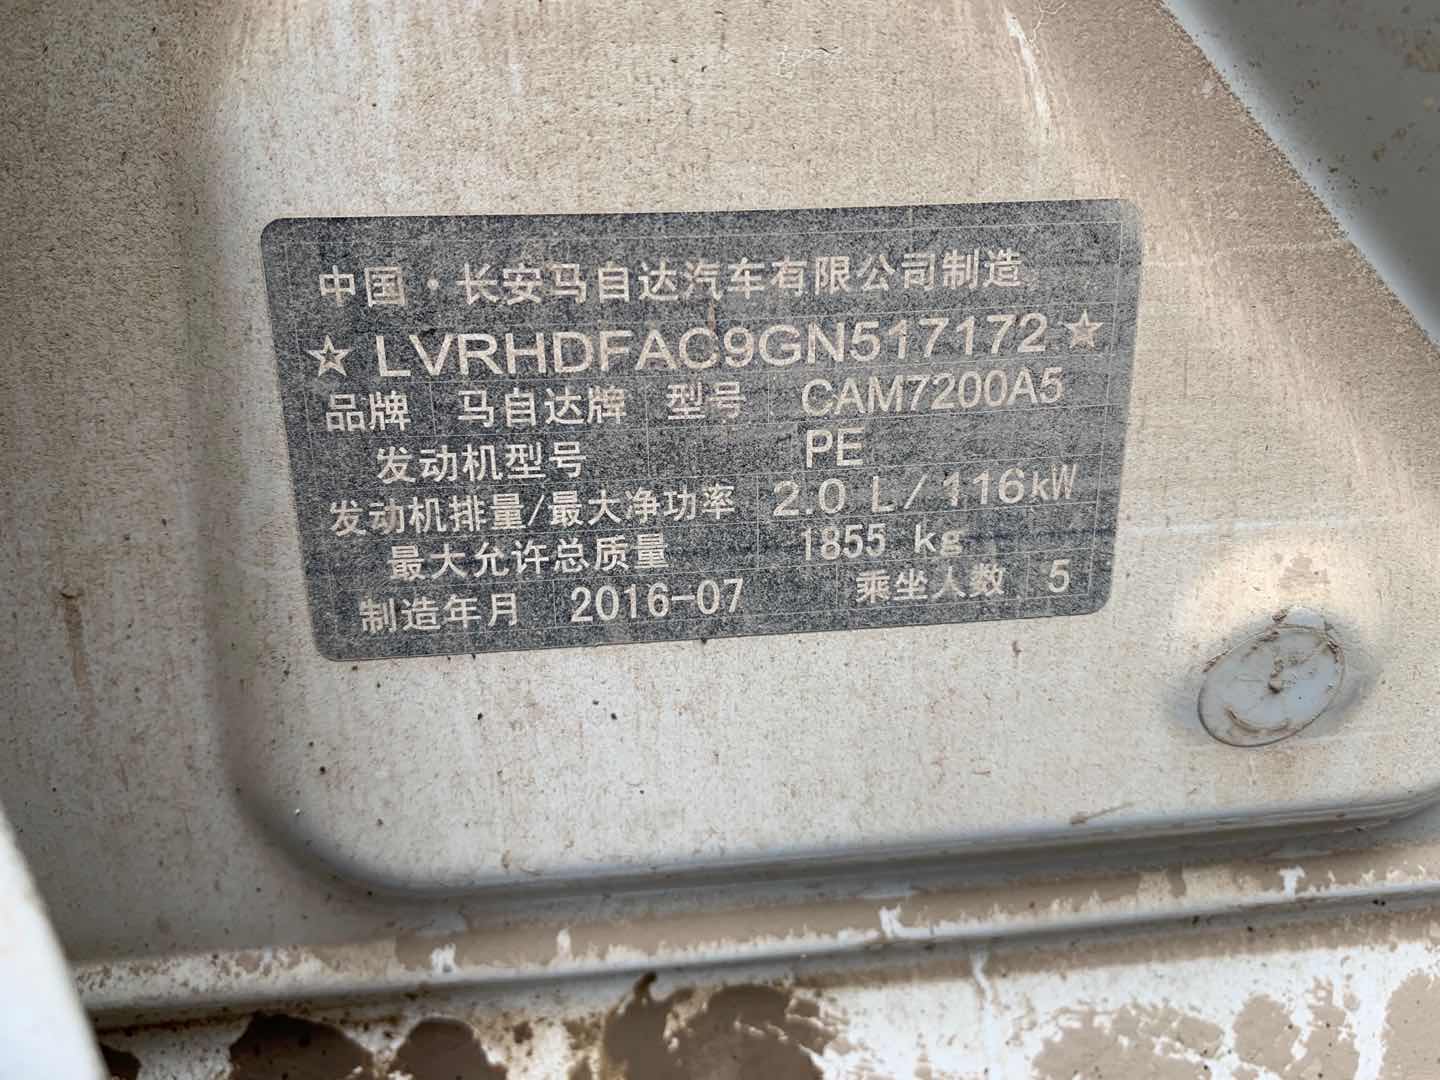 中国·长安马自达汽车有限公司制造
☆LVRHDFAC9GN517172☆
品牌 马自达牌 型号 CAM7200A5
发动机型号 PE
发动机排量/最大净功率 2.0 L/116kW
最大允许总质量 1855 kg
制造年月 2016-07 乘坐人数 5